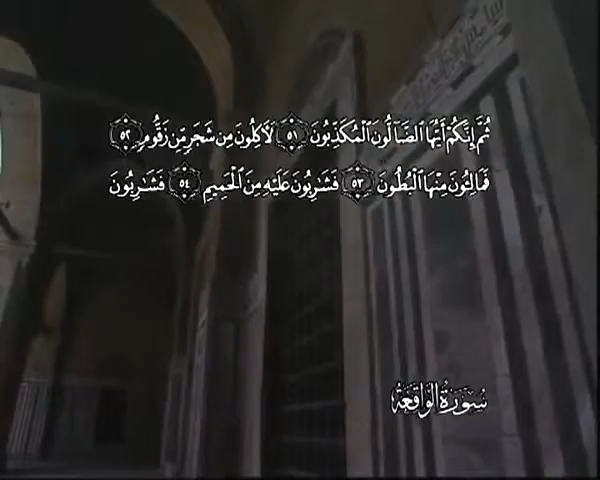 ثُمَّ إِنَّكُمْ أَيُّهَا ٱلضَّآلُّونَ ٱلْمُكَذِّبُونَ ٥١ لَأٓكِلُونَ مِن شَجَرٍ مِّن زَقُّومٍ ٥٢
فَمَالِـُٔونَ مِنْهَا ٱلْبُطُونَ ٥٣ فَشَٰرِبُونَ عَلَيْهِ مِنَ ٱلْحَمِيمِ ٥٤ فَشَٰرِبُونَ
سُورَةُ الوَاقِعَةِ